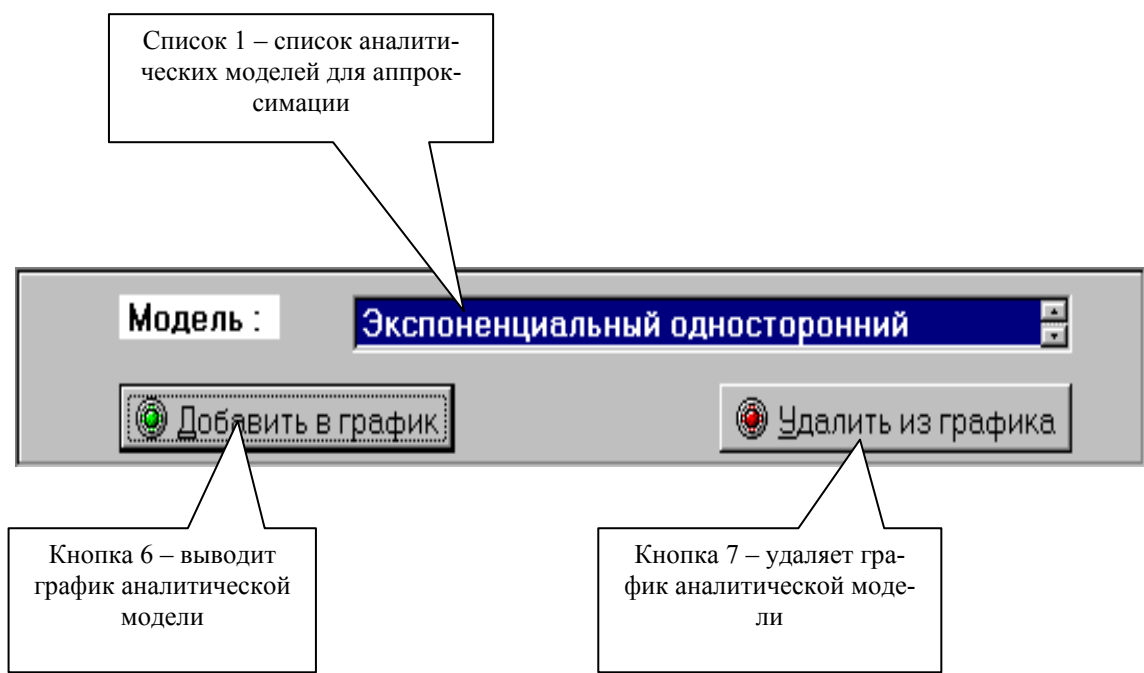 Список 1 – список аналити-
ческих моделей для аппрок-
симации
Модель :
Экспоненциальный односторонний
Добавить в график
Удалить из графика
Кнопка 6 – выводит
график аналитической
модели
Кнопка 7 – удаляет гра-
фик аналитической моде-
ли